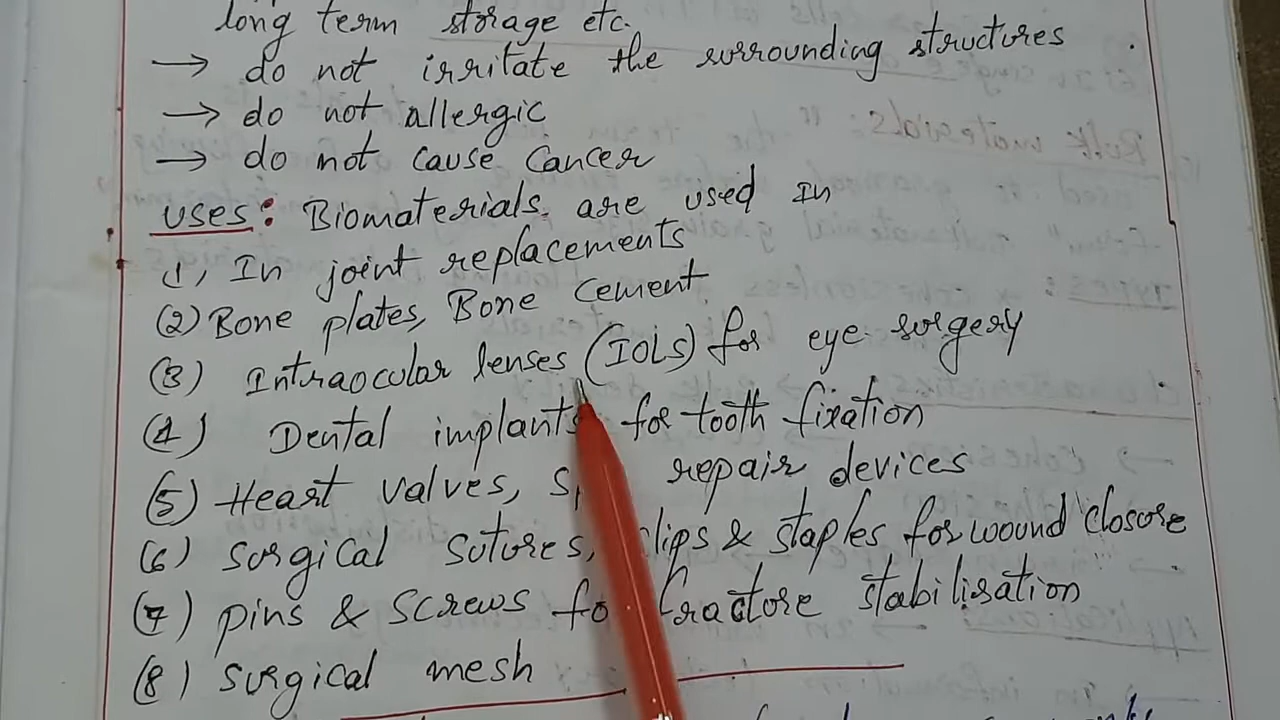 long term storage etc.
→ do not irritate the surrounding structures
→ do not allergic
→ do not cause cancer
Uses: Biomaterials are used In
(1) In joint replacements
(2) Bone plates, Bone cement.
(3) Intraocular lenses (IOLs) for eye surgery
(4) Dental implants for tooth fixation
(5) Heart valves, repair devices
(6) surgical sutures, & staples for wound closure
(7) pins & screws stabilisation
(8) surgical mesh